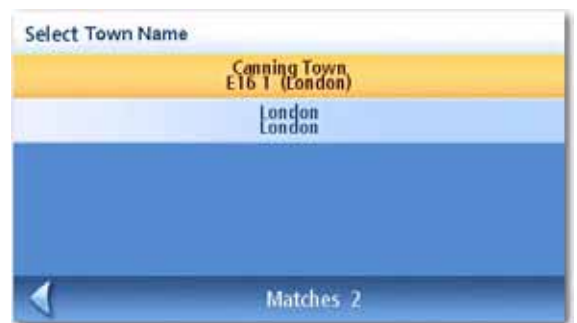 Select Town Name
Canning Town
E16 1 (London)
London
London
Matches 2